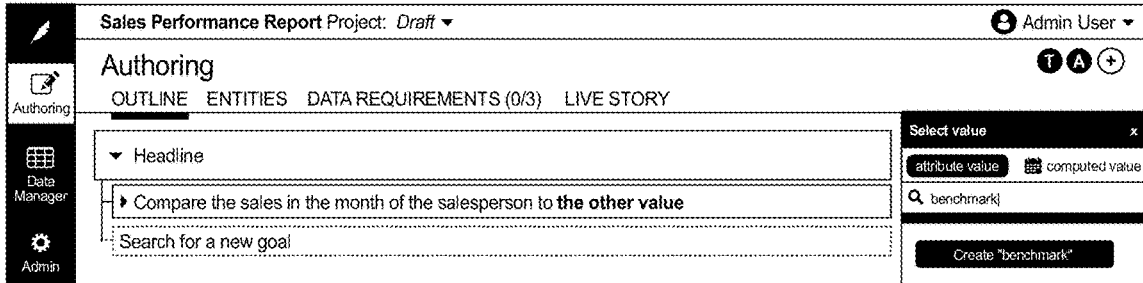 Sales Performance Report Project: Draft
Admin User
Authoring
T A +
OUTLINE ENTITIES DATA REQUIREMENTS (0/3) LIVE STORY
Authoring
Data
Manager
Admin
Headline
Compare the sales in the month of the salesperson to the other value
Search for a new goal
Select value x
attribute value computed value
benchmark
Create "benchmark"